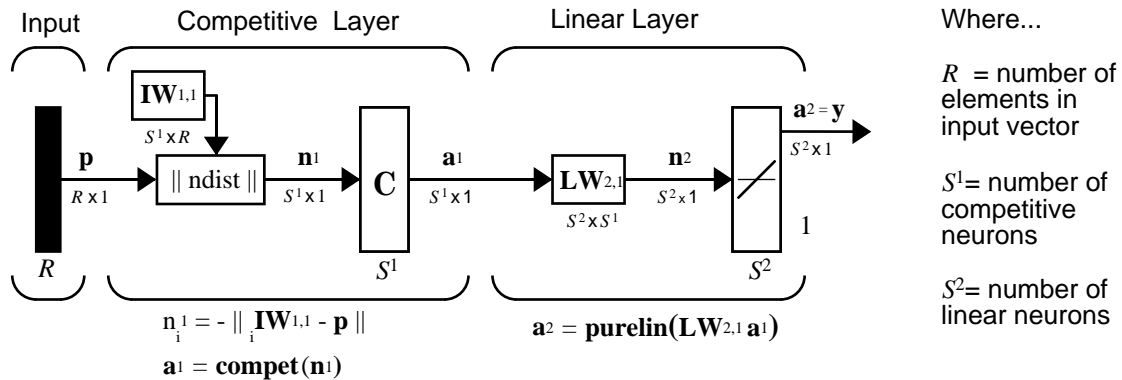 Input
Competitive Layer
Linear Layer
Where...
IW1,1
S1 x R
p
R x 1
|| ndist ||
n1
S1 x 1
C
a1
S1 x 1
LW2,1
S2 x S1
n2
S2 x 1
a2 = y
S2 x 1
1
R
S1
S2
ni1 = - || iIW1,1 - p ||
a1 = compet(n1)
a2 = purelin(LW2,1 a1)
R = number of
elements in
input vector
S1= number of
competitive
neurons
S2= number of
linear neurons